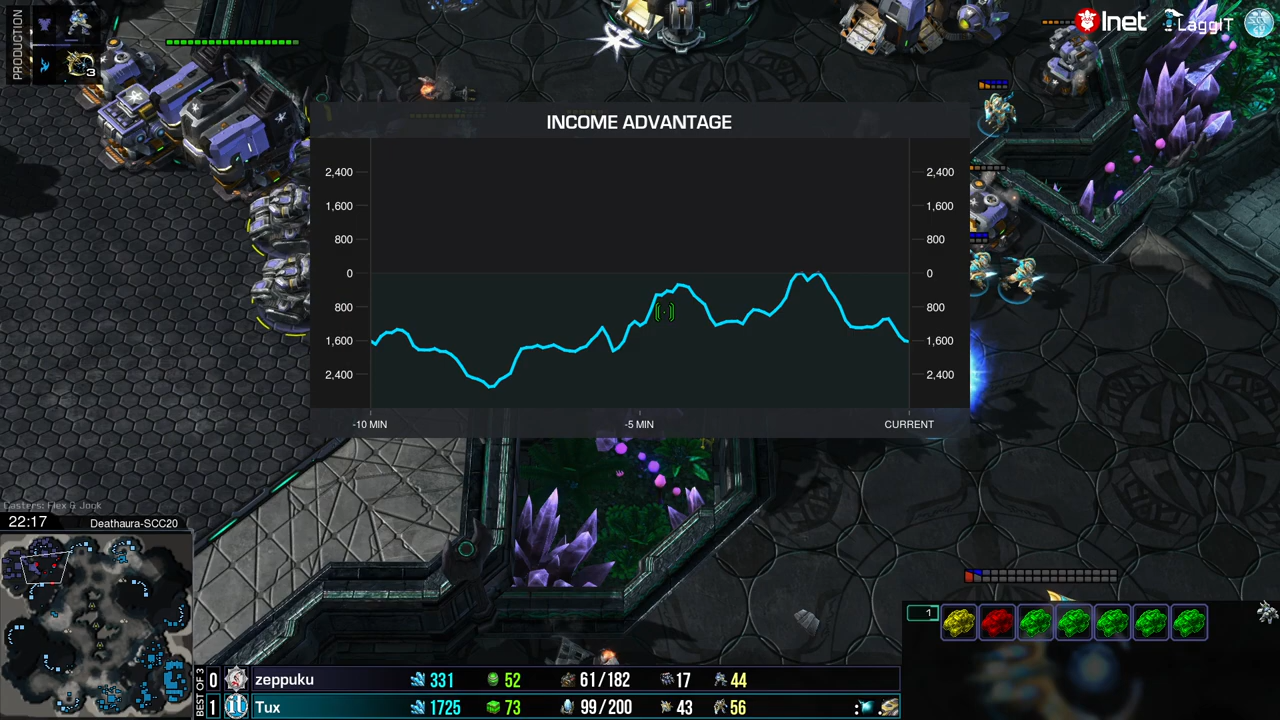 PRODUCTION
3
Inet
LaggIT
INCOME ADVANTAGE
2,400 2,400
1,600 1,600
800 800
0 0
800 800
1,600 1,600
2,400 2,400
-10 MIN -5 MIN CURRENT
Casters: Flex & Jook
22:17 Deathaura-SCC20
1
BEST OF 3
0 zeppuku 331 52 61/182 17 44
1 Tux 1725 73 99/200 43 56